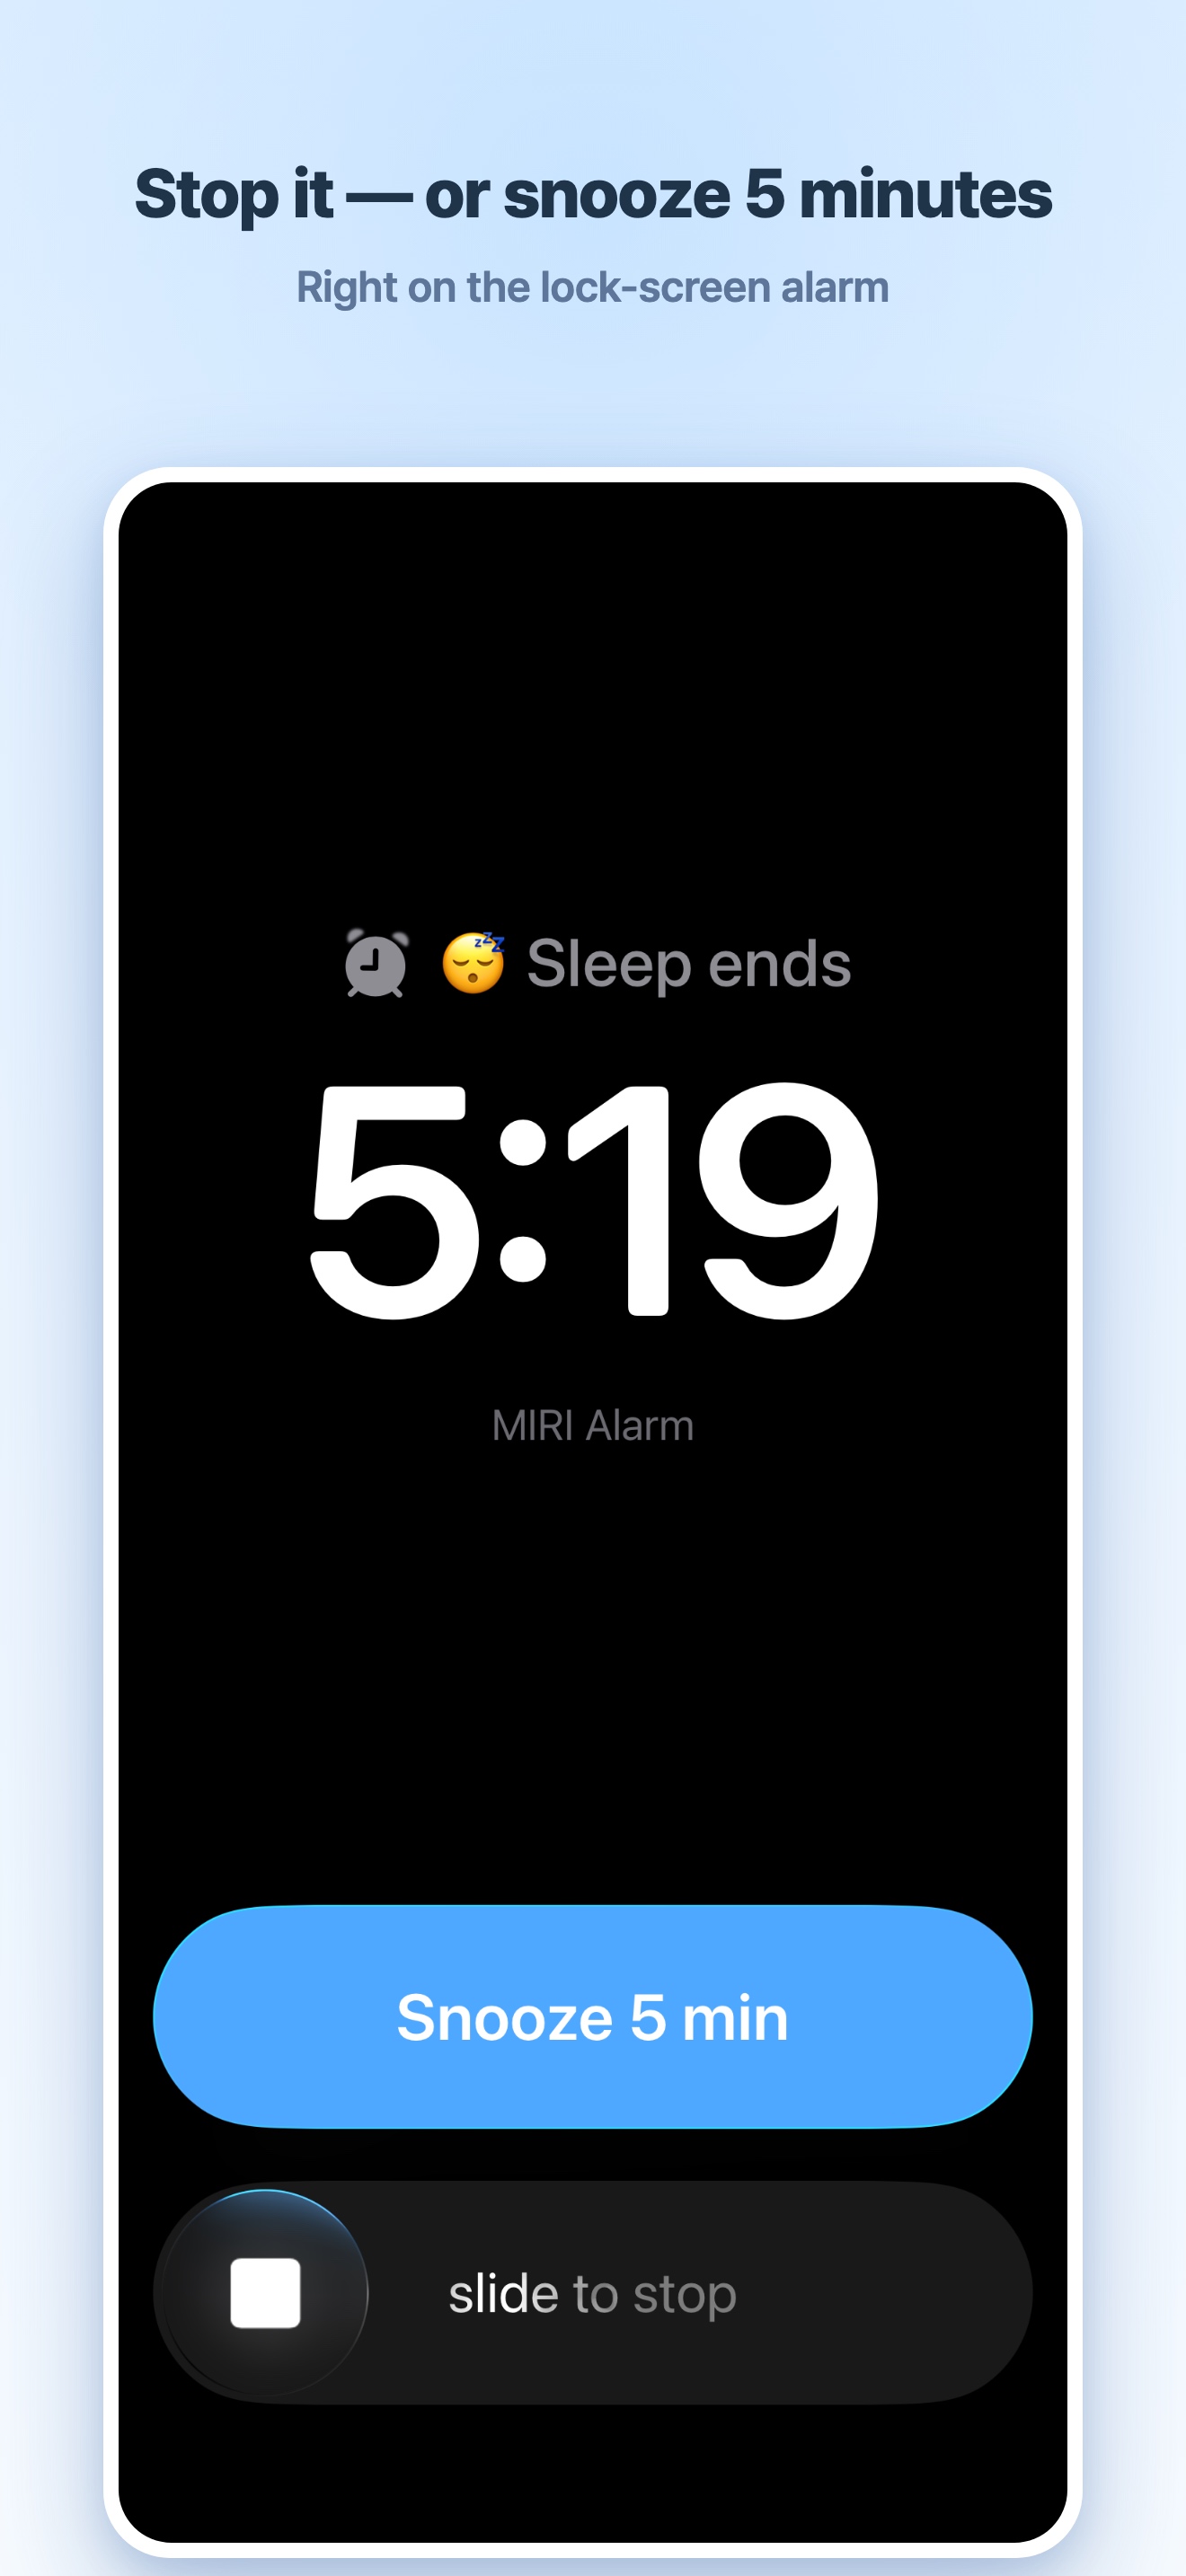 Stop it — or snooze 5 minutes
Right on the lock-screen alarm
😴 Sleep ends
5:19
MIRI Alarm
Snooze 5 min
slide to stop